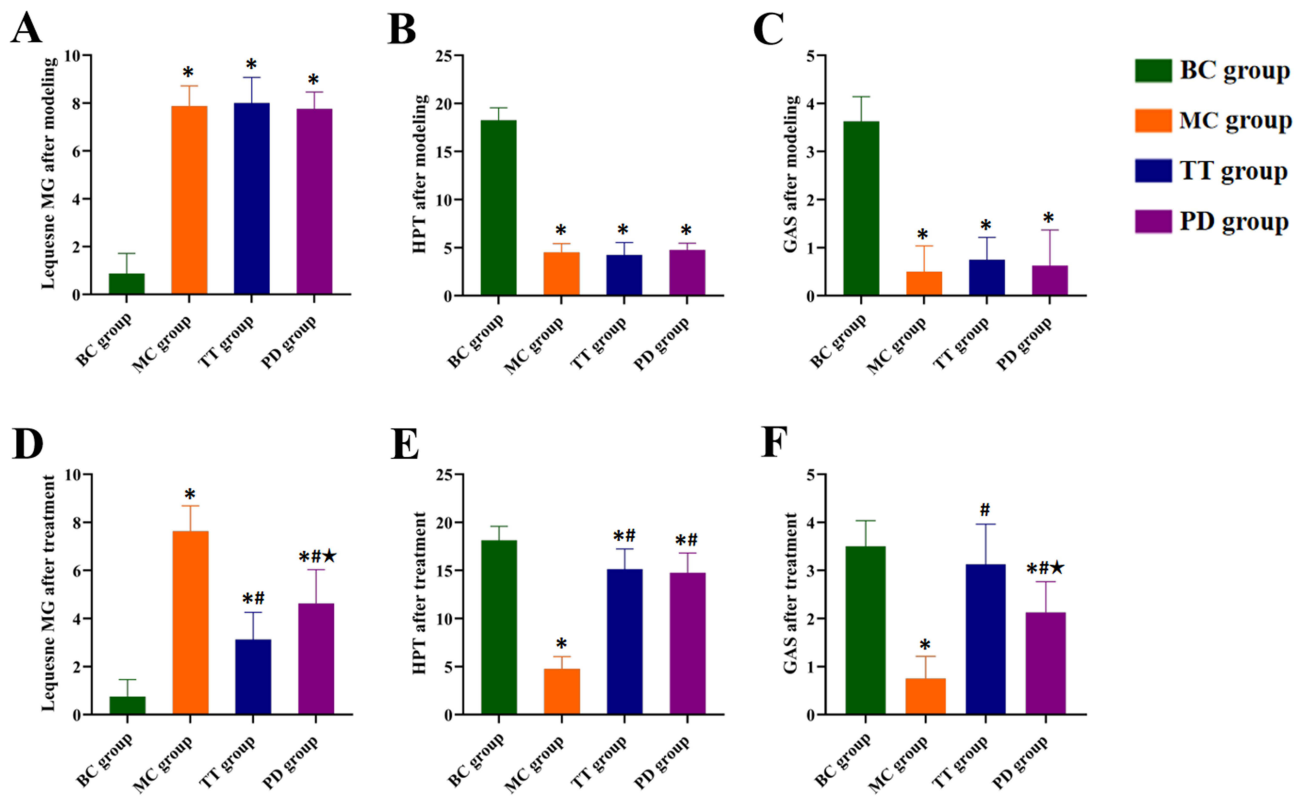 A
B
C
Lequesne MG after modeling
10
8
6
4
2
0
*
*
*
BC group
MC group
TT group
PD group
HPT after modeling
25
20
15
10
5
0
*
*
*
BC group
MC group
TT group
PD group
GAS after modeling
5
4
3
2
1
0
*
*
*
BC group
MC group
TT group
PD group
BC group
MC group
TT group
PD group
D
E
F
Lequesne MG after treatment
10
8
6
4
2
0
*
*#
*#★
BC group
MC group
TT group
PD group
HPT after treatment
25
20
15
10
5
0
*
*#
*#
BC group
MC group
TT group
PD group
GAS after treatment
5
4
3
2
1
0
*
#
*#★
BC group
MC group
TT group
PD group